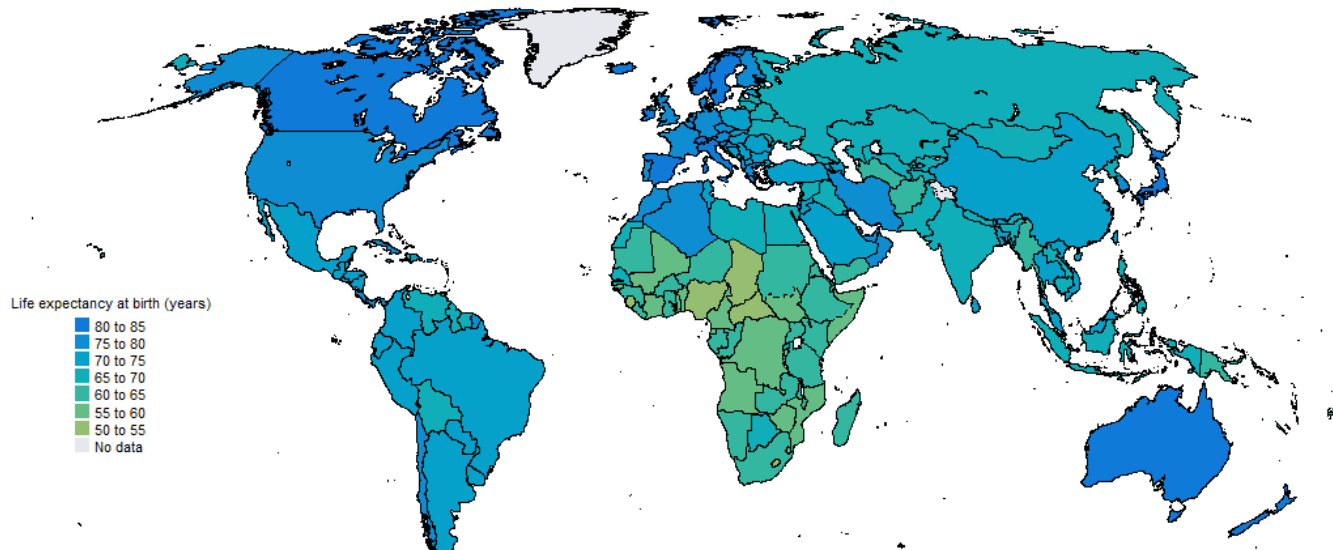 Life expectancy at birth (years)
80 to 85
75 to 80
70 to 75
65 to 70
60 to 65
55 to 60
50 to 55
No data